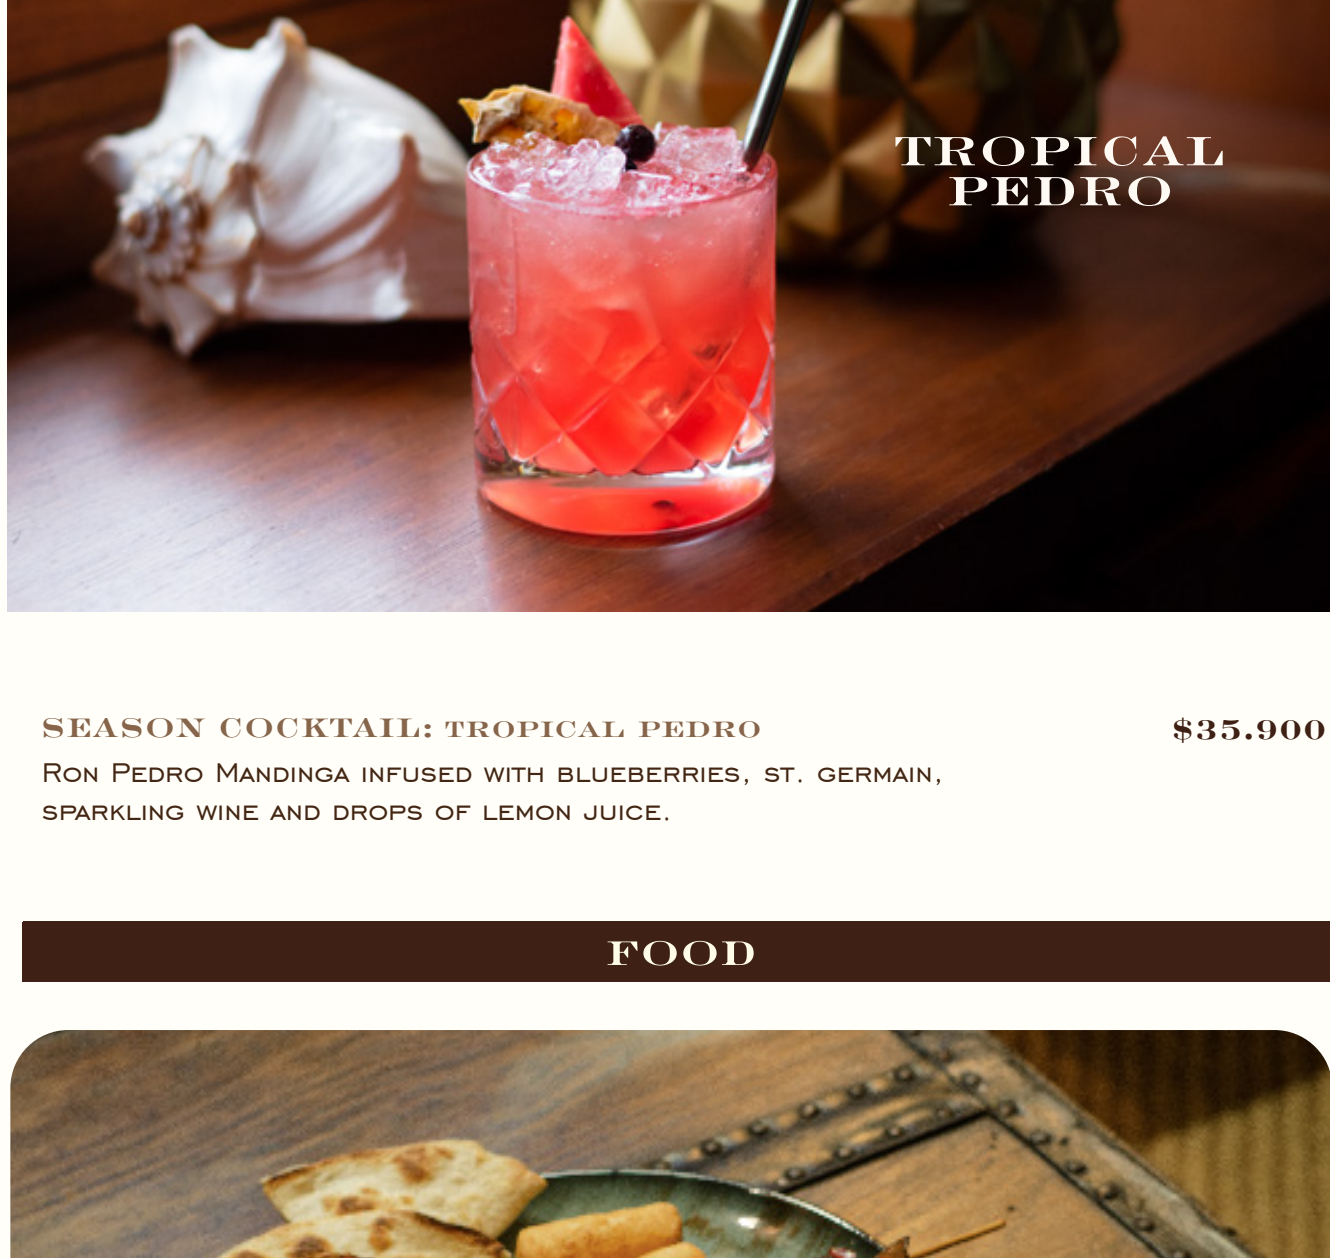 TROPICAL
PEDRO
SEASON COCKTAIL: TROPICAL PEDRO
$35.900
RON PEDRO MANDINGA INFUSED WITH BLUEBERRIES, ST. GERMAIN,
SPARKLING WINE AND DROPS OF LEMON JUICE.
FOOD